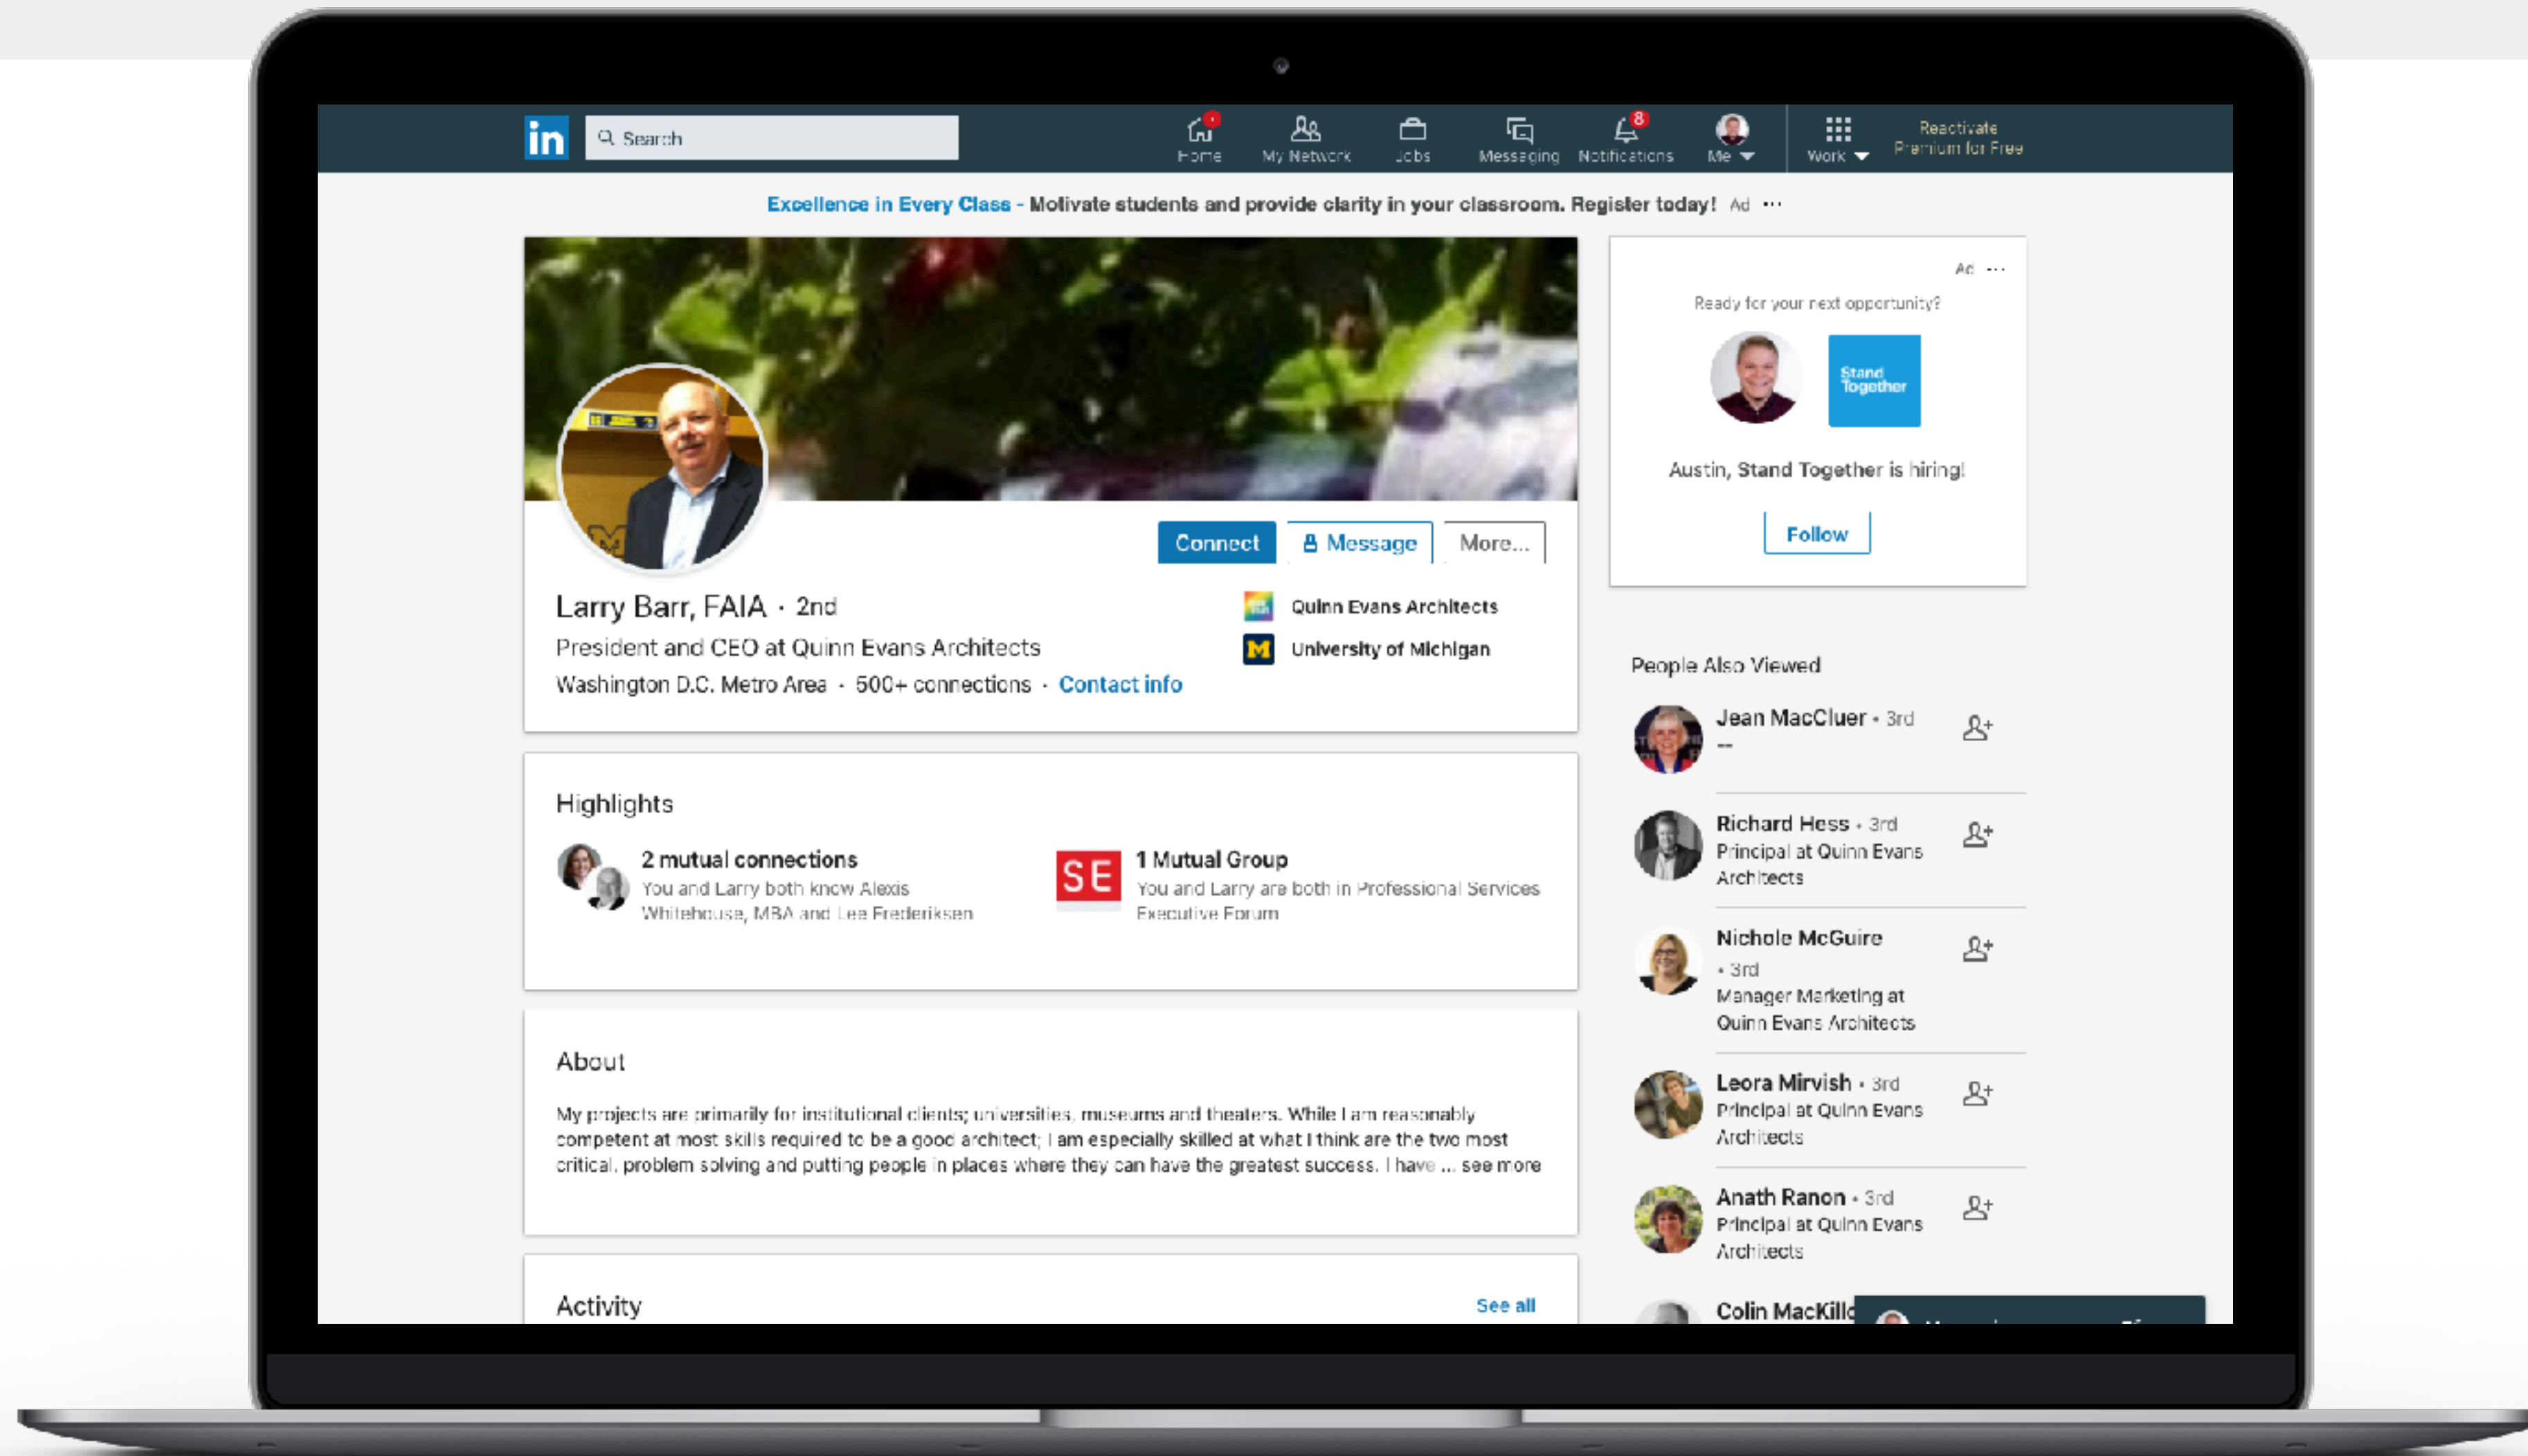 in
Search
Home
My Network
Jobs
Messaging
Notifications
8
Me
Work
Reactivate
Premium for Free
Excellence in Every Class - Motivate students and provide clarity in your classroom. Register today! Ad ...
M
Connect
Message
More...
Larry Barr, FAIA · 2nd
President and CEO at Quinn Evans Architects
Washington D.C. Metro Area · 500+ connections · Contact info
Quinn Evans Architects
M
University of Michigan
Highlights
2 mutual connections
You and Larry both know Alexis
Whitehouse, MBA and Lee Frederiksen
SE
1 Mutual Group
You and Larry are both in Professional Services
Executive Forum
About
My projects are primarily for institutional clients; universities, museums and theaters. While I am reasonably
competent at most skills required to be a good architect; I am especially skilled at what I think are the two most
critical, problem solving and putting people in places where they can have the greatest success. I have ... see more
Activity
See all
Ad ...
Ready for your next opportunity?
Stand
Together
Austin, Stand Together is hiring!
Follow
People Also Viewed
Jean MacCluer • 3rd
--
Richard Hess • 3rd
Principal at Quinn Evans
Architects
Nichole McGuire
• 3rd
Manager Marketing at
Quinn Evans Architects
Leora Mirvish • 3rd
Principal at Quinn Evans
Architects
Anath Ranon • 3rd
Principal at Quinn Evans
Architects
Colin